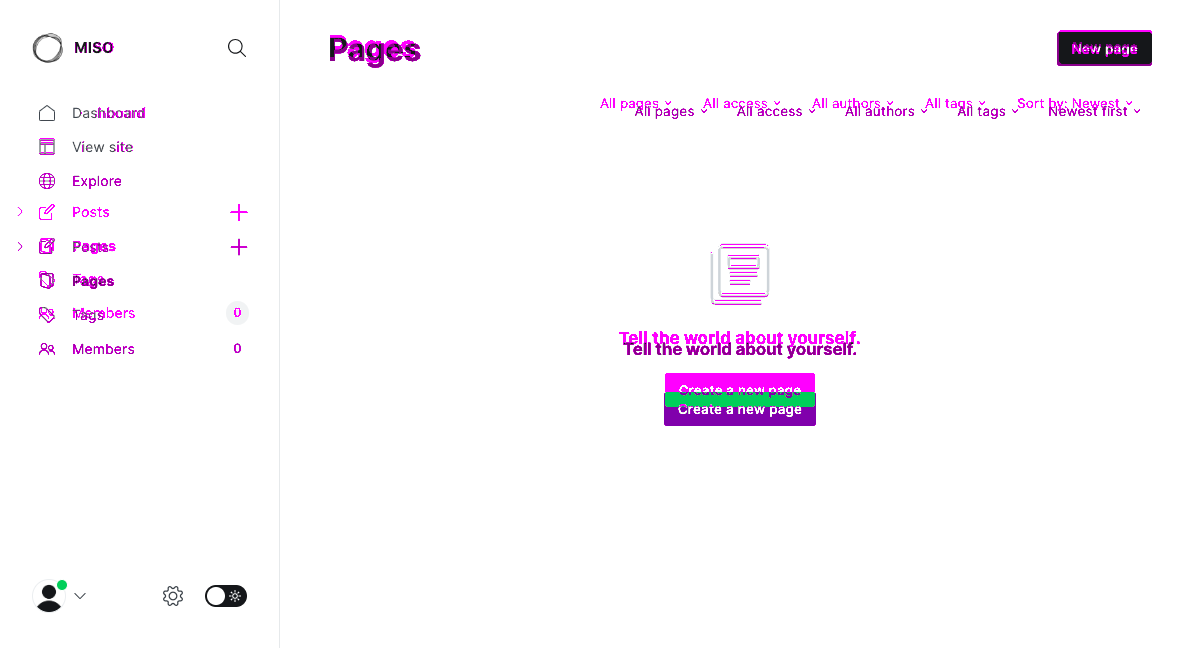 MISO
Dashboard
View site
Explore
Posts
Pages
Posts
Tags
Pages
Members 0
Tags
Members 0
Pages
New page
All pages All access All authors All tags Sort by: Newest
All pages All access All authors All tags Newest first
Tell the world about yourself.
Tell the world about yourself.
Create a new page
Create a new page